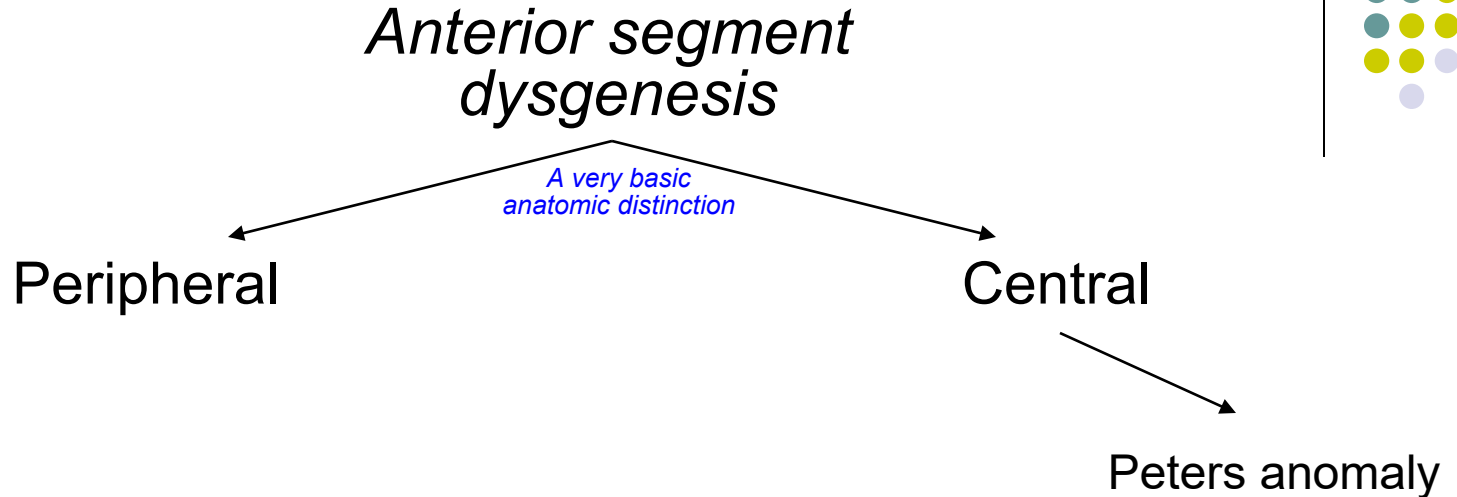 Anterior segment
dysgenesis
A very basic
anatomic distinction
Peripheral
Central
Peters anomaly